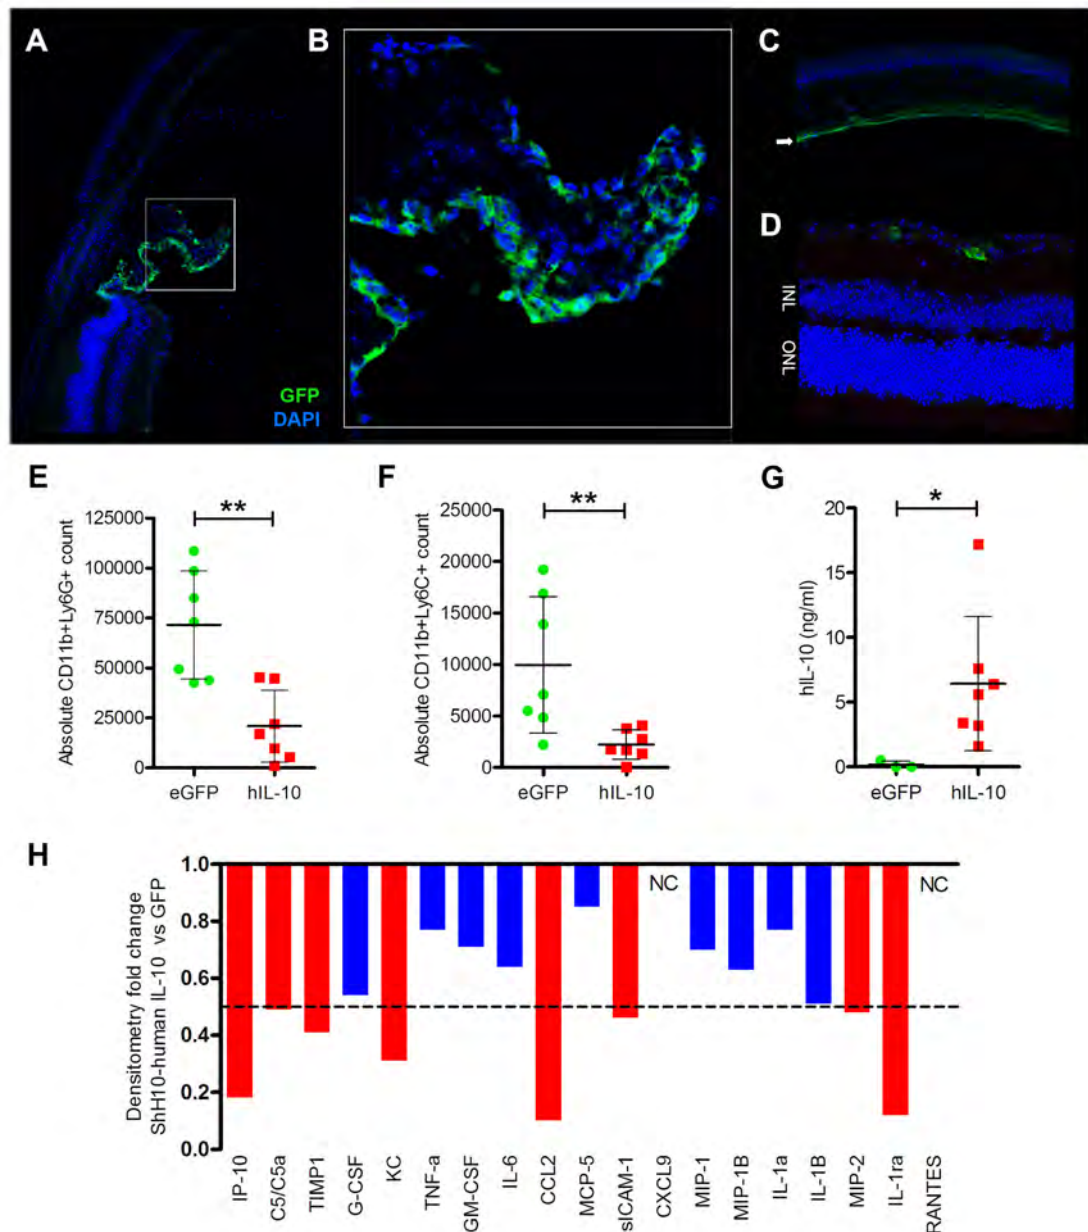 A
B
C
D
GFP
DAPI
INL
ONL
E
F
G
Absolute CD11b+Ly6G+ count
125000
100000
75000
50000
25000
0
**
eGFP
hIL-10
Absolute CD11b+Ly6C+ count
25000
20000
15000
10000
5000
0
**
eGFP
hIL-10
hIL-10 (ng/ml)
20
15
10
5
0
*
eGFP
hIL-10
H
Densitometry fold change
ShH10-human IL-10 vs GFP
1.0
0.8
0.6
0.4
0.2
0.0
NC
NC
IP-10
C5/C5a
TIMP1
G-CSF
KC
TNF-a
GM-CSF
IL-6
CCL2
MCP-5
sICAM-1
CXCL9
MIP-1
MIP-1B
IL-1a
IL-1B
MIP-2
IL-1ra
RANTES